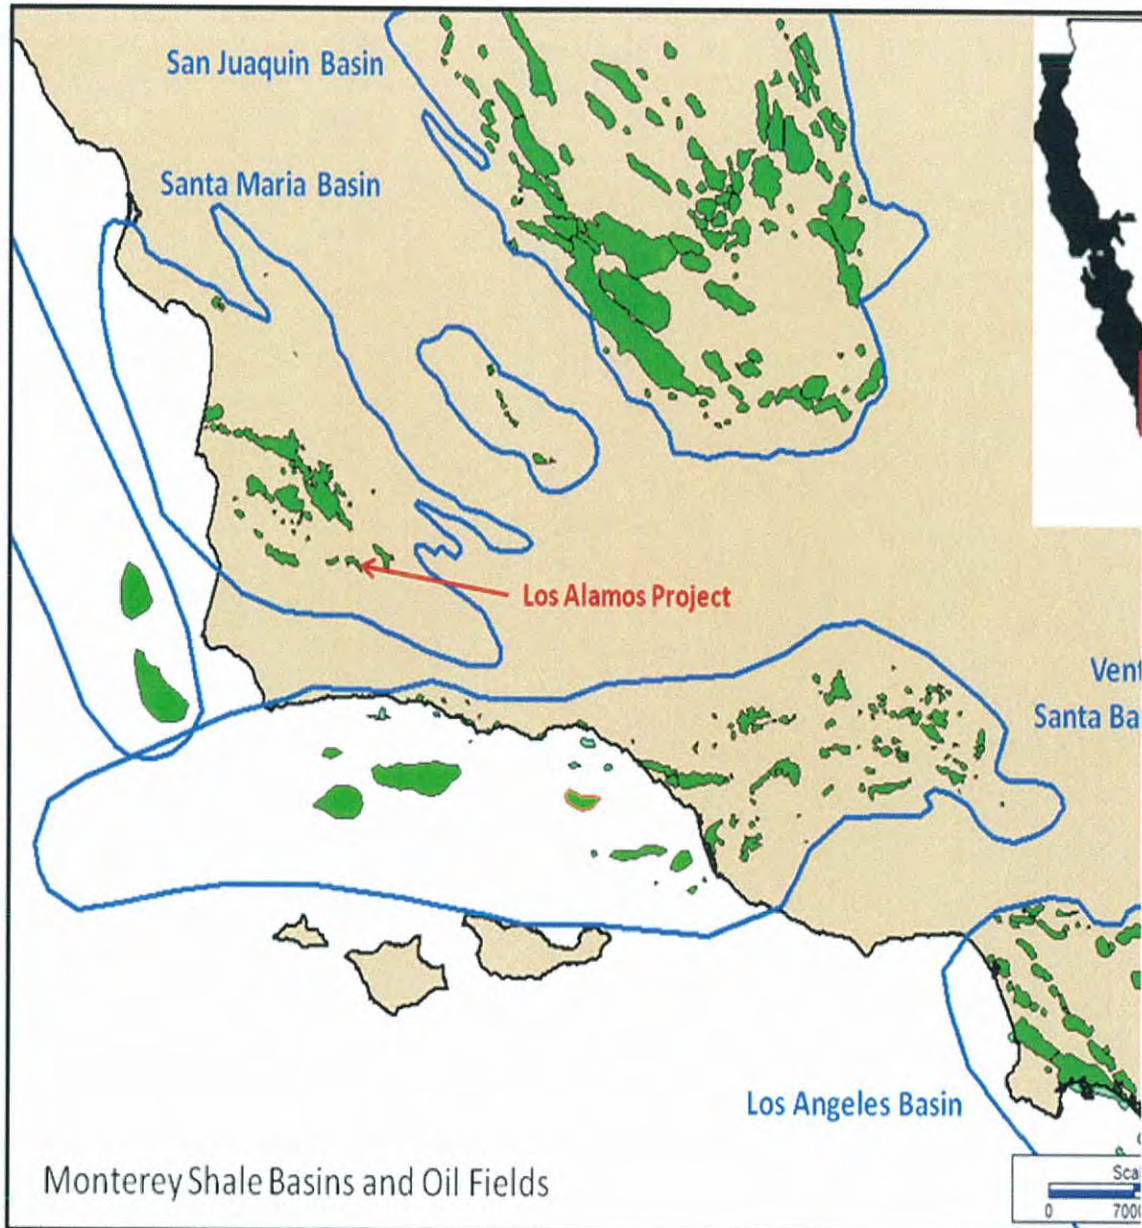 San Juaquin Basin
Santa Maria Basin
Los Alamos Project
Vent
Santa Ba
Los Angeles Basin
Monterey Shale Basins and Oil Fields
Sca
0 7000